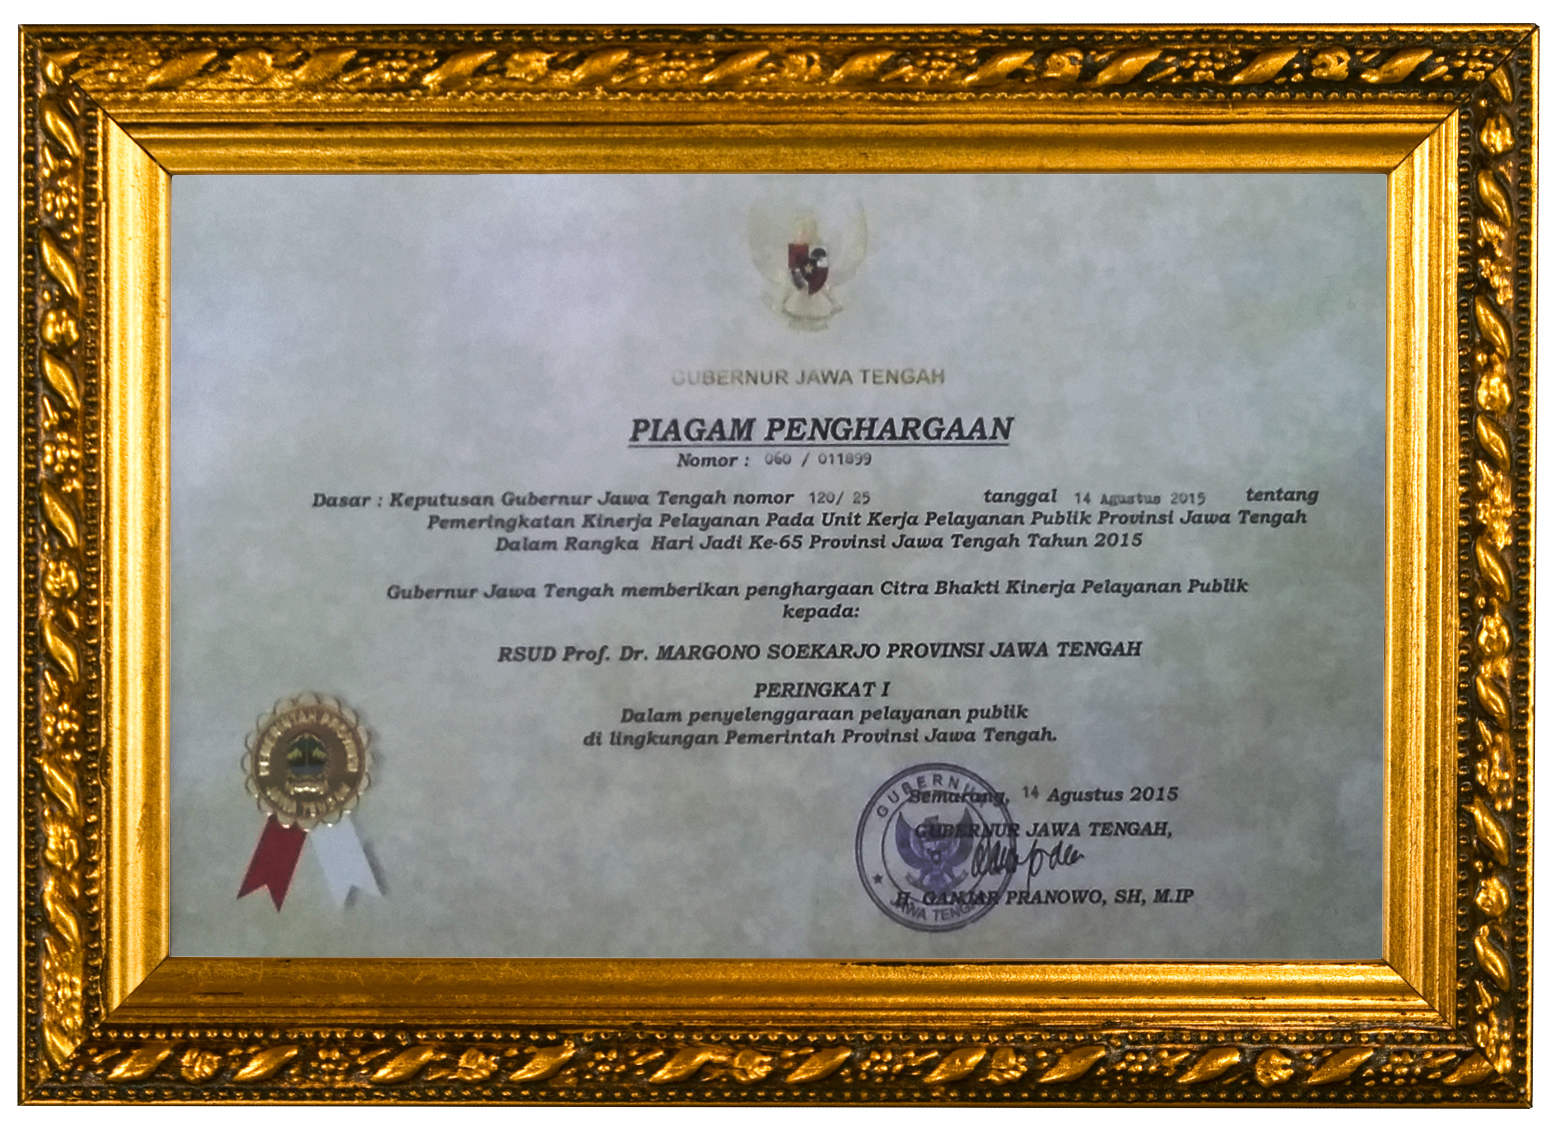 GUBERNUR JAWA TENGAH
PIAGAM PENGHARGAAN
Nomor : 060 / 011899
Dasar : Keputusan Gubernur Jawa Tengah nomor 120/ 25 tanggal 14 Agustus 2015 tentang
Pemeringkatan Kinerja Pelayanan Pada Unit Kerja Pelayanan Publik Provinsi Jawa Tengah
Dalam Rangka Hari Jadi Ke-65 Provinsi Jawa Tengah Tahun 2015
Gubernur Jawa Tengah memberikan penghargaan Citra Bhakti Kinerja Pelayanan Publik
kepada:
RSUD Prof. Dr. MARGONO SOEKARJO PROVINSI JAWA TENGAH
PERINGKAT I
Dalam penyelenggaraan pelayanan publik
di lingkungan Pemerintah Provinsi Jawa Tengah.
Semarang, 14 Agustus 2015
GUBERNUR JAWA TENGAH,
H. GANJAR PRANOWO, SH, M.IP
GUBERNUR
JAWA TENGAH